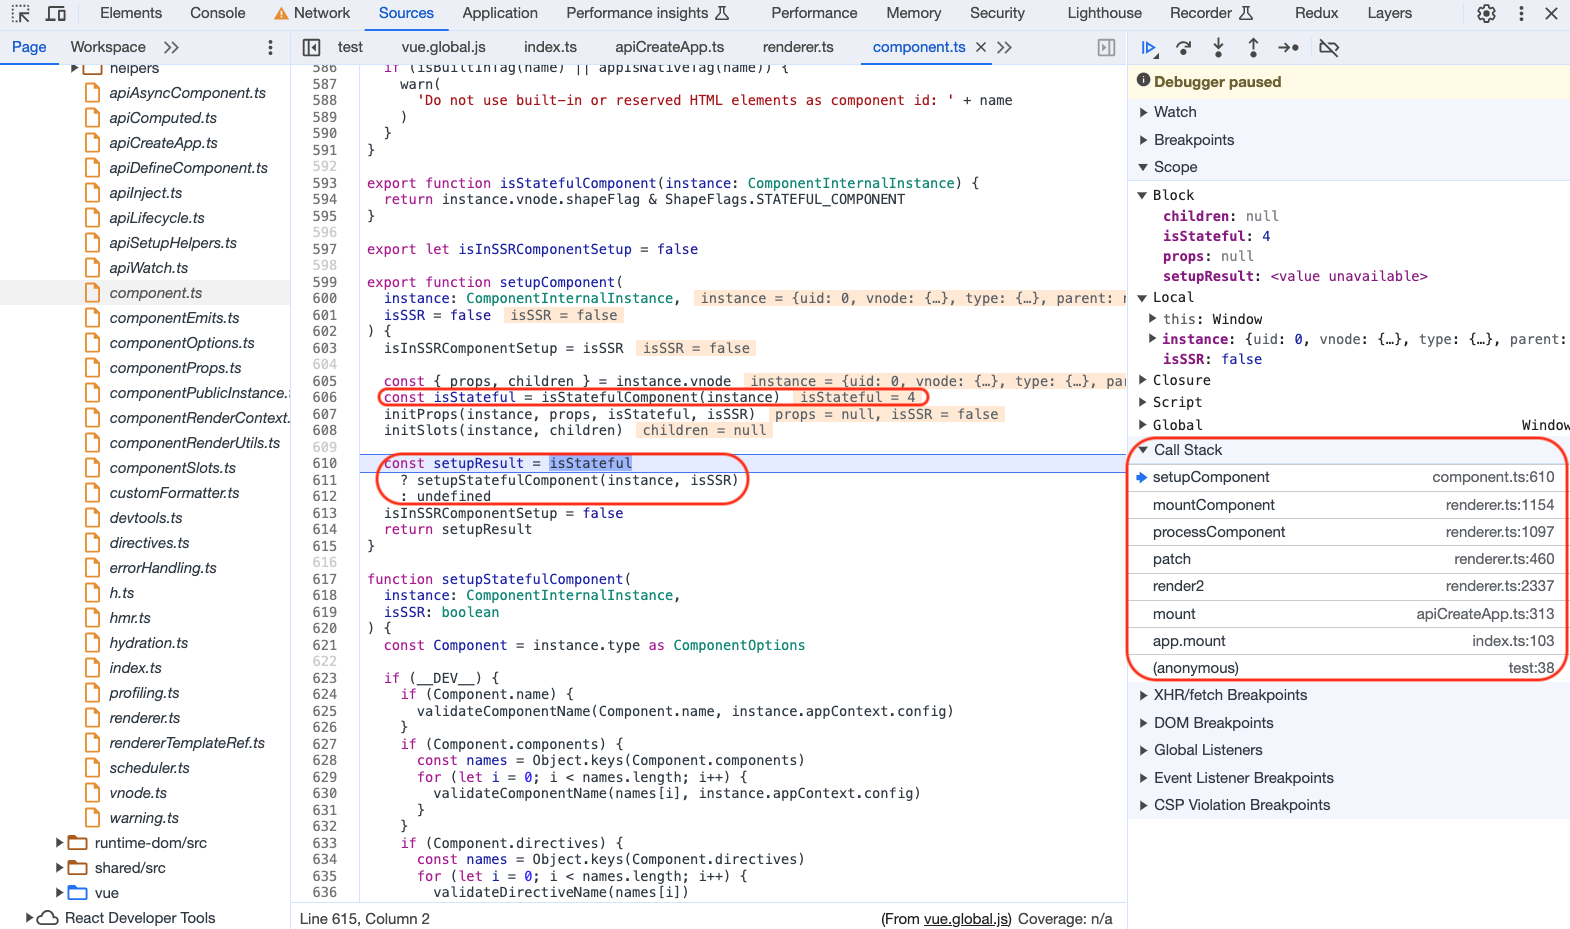 Elements Console Network Sources Application Performance insights Performance Memory Security Lighthouse Recorder Redux Layers
Page Workspace
test vue.global.js index.ts apiCreateApp.ts renderer.ts component.ts
helpers
apiAsyncComponent.ts
apiComputed.ts
apiCreateApp.ts
apiDefineComponent.ts
apiInject.ts
apiLifecycle.ts
apiSetupHelpers.ts
apiWatch.ts
component.ts
componentEmits.ts
componentOptions.ts
componentProps.ts
componentPublicInstance.
componentRenderContext.
componentRenderUtils.ts
componentSlots.ts
customFormatter.ts
devtools.ts
directives.ts
errorHandling.ts
h.ts
hmr.ts
hydration.ts
index.ts
profiling.ts
renderer.ts
rendererTemplateRef.ts
scheduler.ts
vnode.ts
warning.ts
runtime-dom/src
shared/src
vue
React Developer Tools
586 if (isBuiltInTag(name) || appIsNativeTag(name)) {
587 warn(
588 'Do not use built-in or reserved HTML elements as component id: ' + name
589 )
590 }
591 }
592
593 export function isStatefulComponent(instance: ComponentInternalInstance) {
594 return instance.vnode.shapeFlag & ShapeFlags.STATEFUL_COMPONENT
595 }
596
597 export let isInSSRComponentSetup = false
598
599 export function setupComponent(
600 instance: ComponentInternalInstance, instance = {uid: 0, vnode: {…}, type: {…}, parent: n
601 isSSR = false isSSR = false
602 ) {
603 isInSSRComponentSetup = isSSR isSSR = false
604
605 const { props, children } = instance.vnode instance = {uid: 0, vnode: {…}, type: {…}, par
606 const isStateful = isStatefulComponent(instance) isStateful = 4
607 initProps(instance, props, isStateful, isSSR) props = null, isSSR = false
608 initSlots(instance, children) children = null
609
610 const setupResult = isStateful
611 ? setupStatefulComponent(instance, isSSR)
612 : undefined
613 isInSSRComponentSetup = false
614 return setupResult
615 }
616
617 function setupStatefulComponent(
618 instance: ComponentInternalInstance,
619 isSSR: boolean
620 ) {
621 const Component = instance.type as ComponentOptions
622
623 if (__DEV__) {
624 if (Component.name) {
625 validateComponentName(Component.name, instance.appContext.config)
626 }
627 if (Component.components) {
628 const names = Object.keys(Component.components)
629 for (let i = 0; i < names.length; i++) {
630 validateComponentName(names[i], instance.appContext.config)
631 }
632 }
633 if (Component.directives) {
634 const names = Object.keys(Component.directives)
635 for (let i = 0; i < names.length; i++) {
636 validateDirectiveName(names[i])
Line 615, Column 2 (From vue.global.js) Coverage: n/a
Debugger paused
Watch
Breakpoints
Scope
Block
children: null
isStateful: 4
props: null
setupResult: <value unavailable>
Local
this: Window
instance: {uid: 0, vnode: {…}, type: {…}, parent:
isSSR: false
Closure
Script
Global Window
Call Stack
setupComponent component.ts:610
mountComponent renderer.ts:1154
processComponent renderer.ts:1097
patch renderer.ts:460
render2 renderer.ts:2337
mount apiCreateApp.ts:313
app.mount index.ts:103
(anonymous) test:38
XHR/fetch Breakpoints
DOM Breakpoints
Global Listeners
Event Listener Breakpoints
CSP Violation Breakpoints